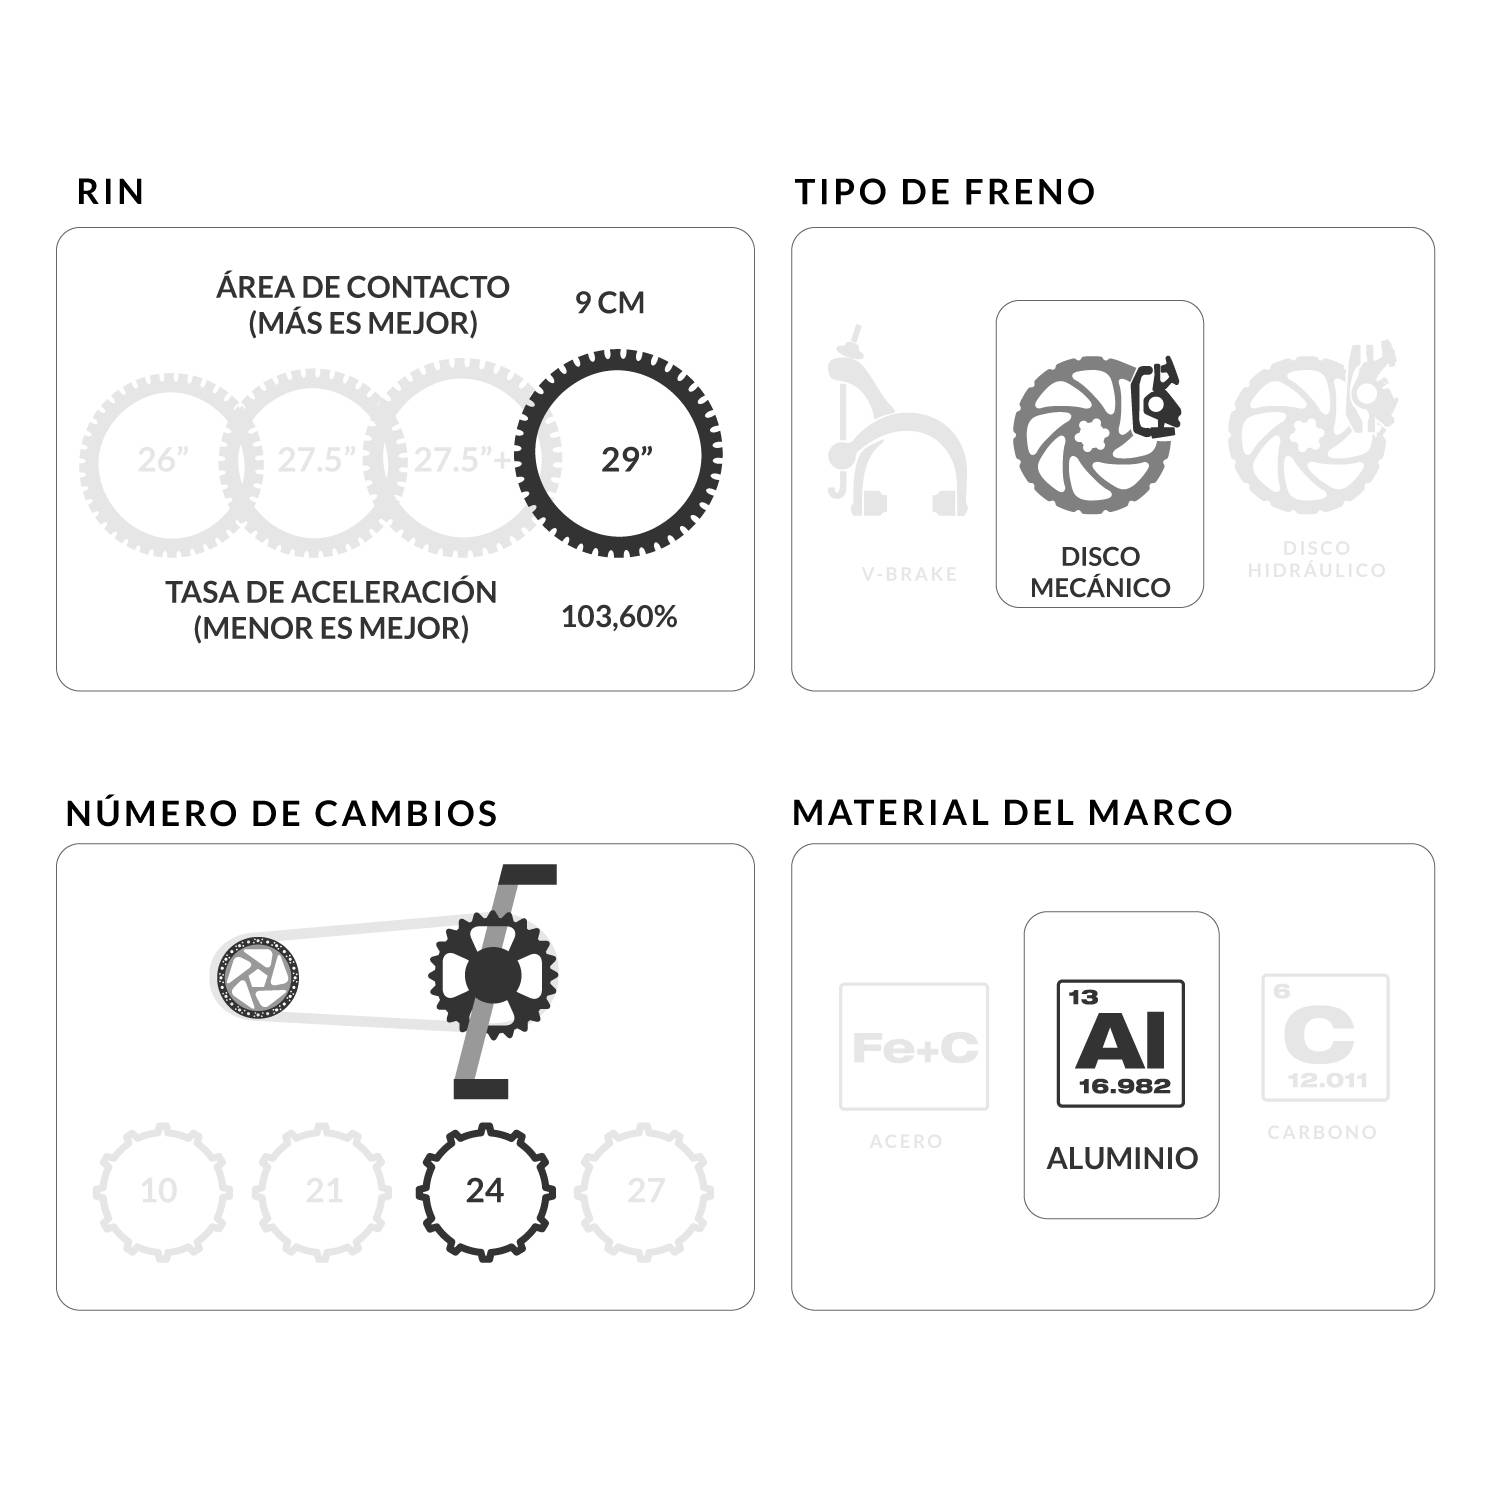 RIN
ÁREA DE CONTACTO
(MÁS ES MEJOR)
9 CM
26”
27.5”
27.5”+
29”
TASA DE ACELERACIÓN
(MENOR ES MEJOR)
103,60%
TIPO DE FRENO
V-BRAKE
DISCO
MECÁNICO
DISCO
HIDRÁULICO
NÚMERO DE CAMBIOS
10
21
24
27
MATERIAL DEL MARCO
Fe+C
ACERO
13
Al
16.982
ALUMINIO
6
C
12.011
CARBONO